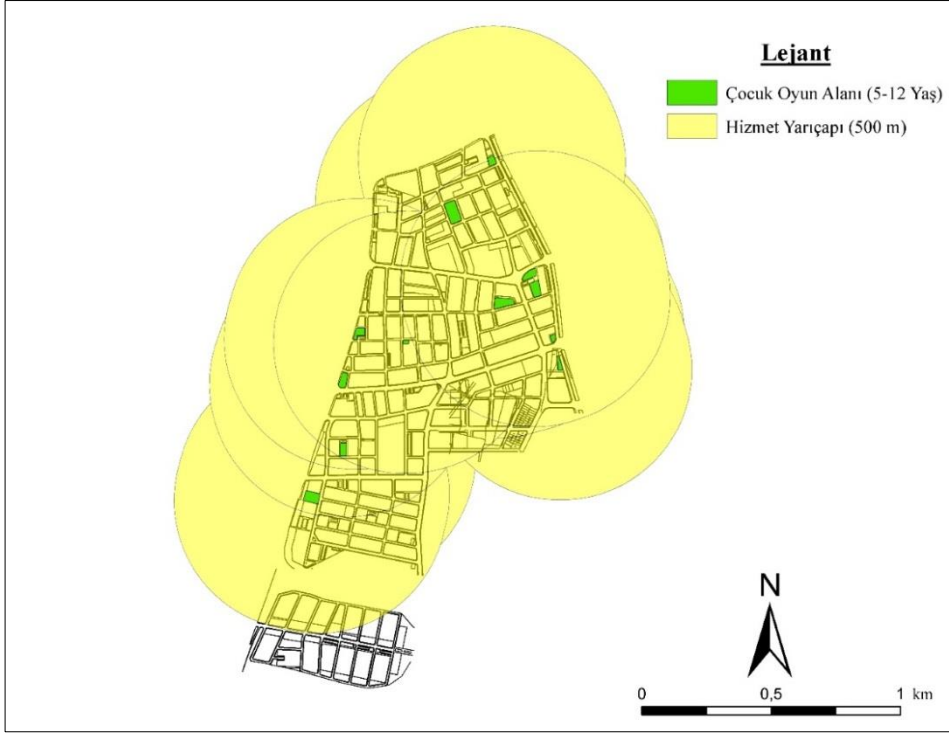 Lejant
Çocuk Oyun Alanı (5-12 Yaş)
Hizmet Yarıçapı (500 m)
N
0 0,5 1 km